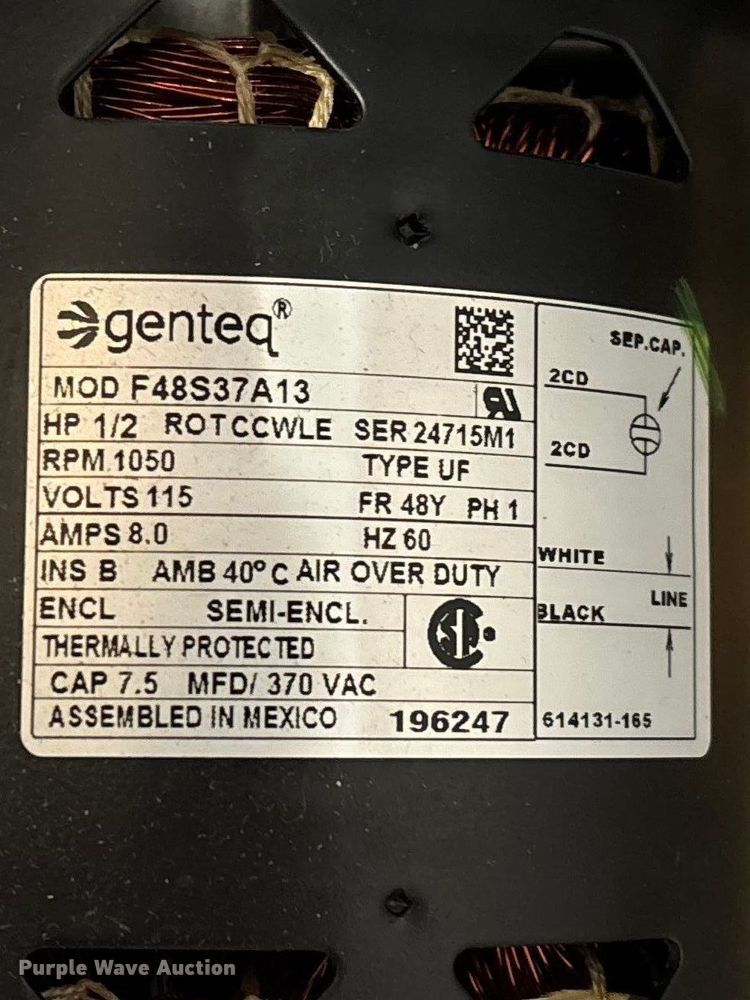 genteq®
MOD F48S37A13
HP 1/2 ROT CCWLE SER 24715M1
RPM 1050 TYPE UF
VOLTS 115 FR 48Y PH 1
AMPS 8.0 HZ 60
INS B AMB 40° C AIR OVER DUTY
ENCL SEMI-ENCL.
THERMALLY PROTECTED
CAP 7.5 MFD/ 370 VAC
ASSEMBLED IN MEXICO 196247
SEP.CAP.
2CD
2CD
WHITE
LINE
BLACK
614131-165
Purple Wave Auction